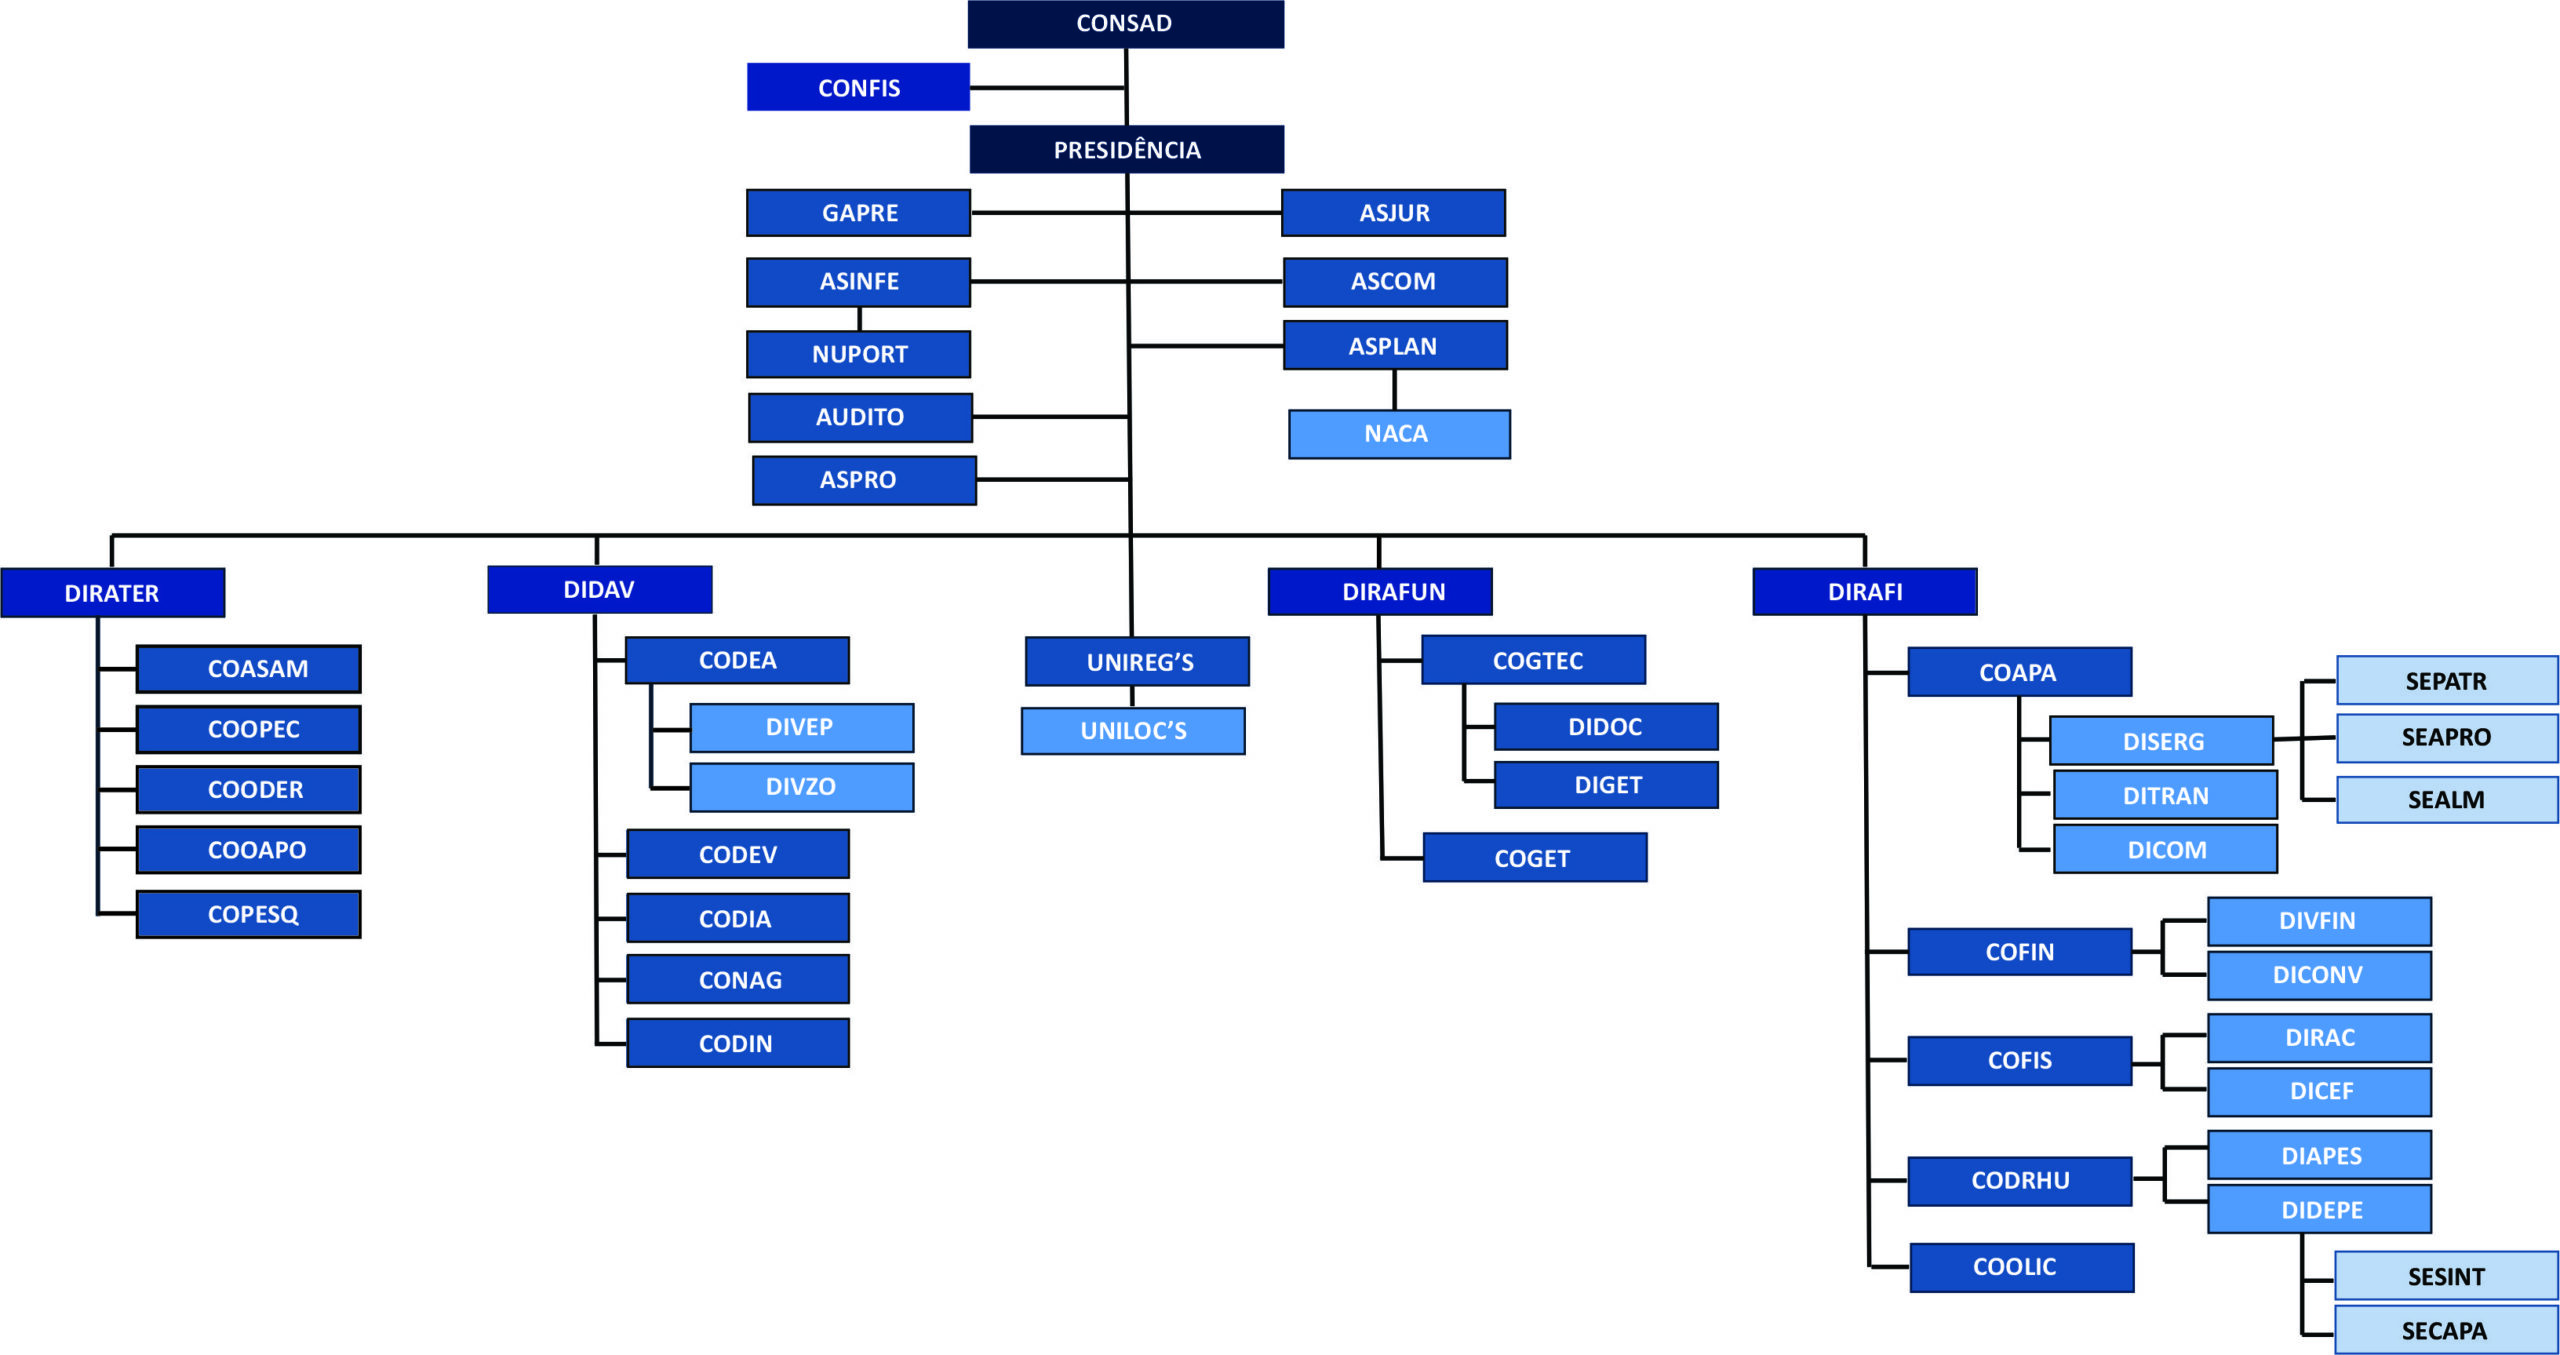 CONSAD
CONFIS
PRESIDÊNCIA
GAPRE
ASJUR
ASINFE
ASCOM
NUPORT
ASPLAN
AUDITO
NACA
ASPRO
DIRATER
COASAM
COOPEC
COODER
COOAPO
COPESQ
DIDAV
CODEA
DIVEP
DIVZO
CODEV
CODIA
CONAG
CODIN
UNIREG’S
UNILOC’S
DIRAFUN
COGTEC
DIDOC
DIGET
COGET
DIRAFI
COAPA
DISERG
DITRAN
DICOM
SEPATR
SEAPRO
SEALM
COFIN
DIVFIN
DICONV
COFIS
DIRAC
DICEF
CODRHU
DIAPES
DIDEPE
SESINT
SECAPA
COOLIC